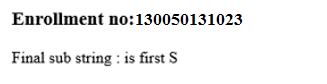 Enrollment no:130050131023
Final sub string : is first S